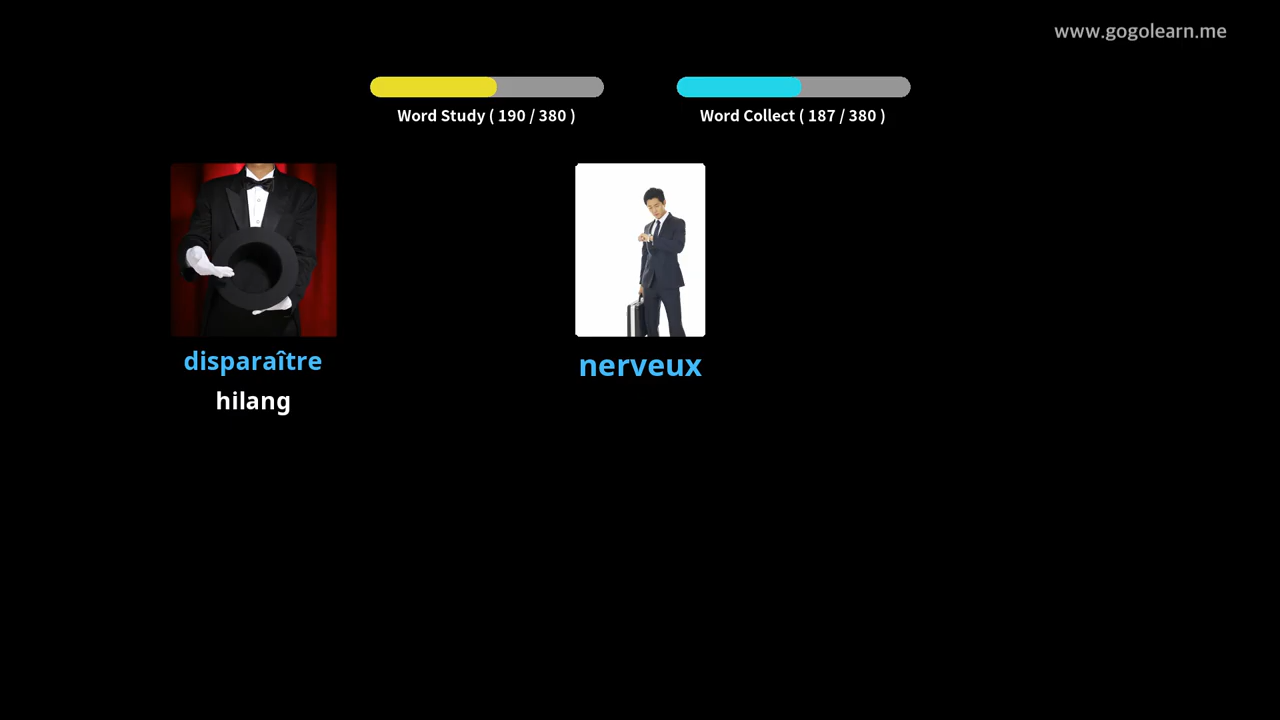 www.gogolearn.me
Word Study ( 190 / 380 )
Word Collect ( 187 / 380 )
disparaître
hilang
nerveux